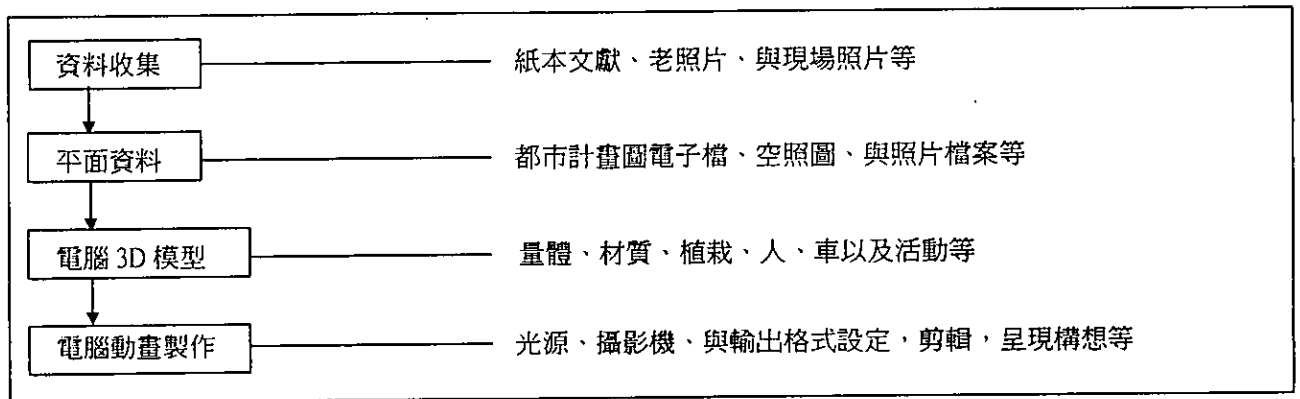 資料收集 紙本文獻、老照片、與現場照片等
平面資料 都市計畫圖電子檔、空照圖、與照片檔案等
電腦 3D 模型 量體、材質、植栽、人、車以及活動等
電腦動畫製作 光源、攝影機、與輸出格式設定，剪輯，呈現構想等